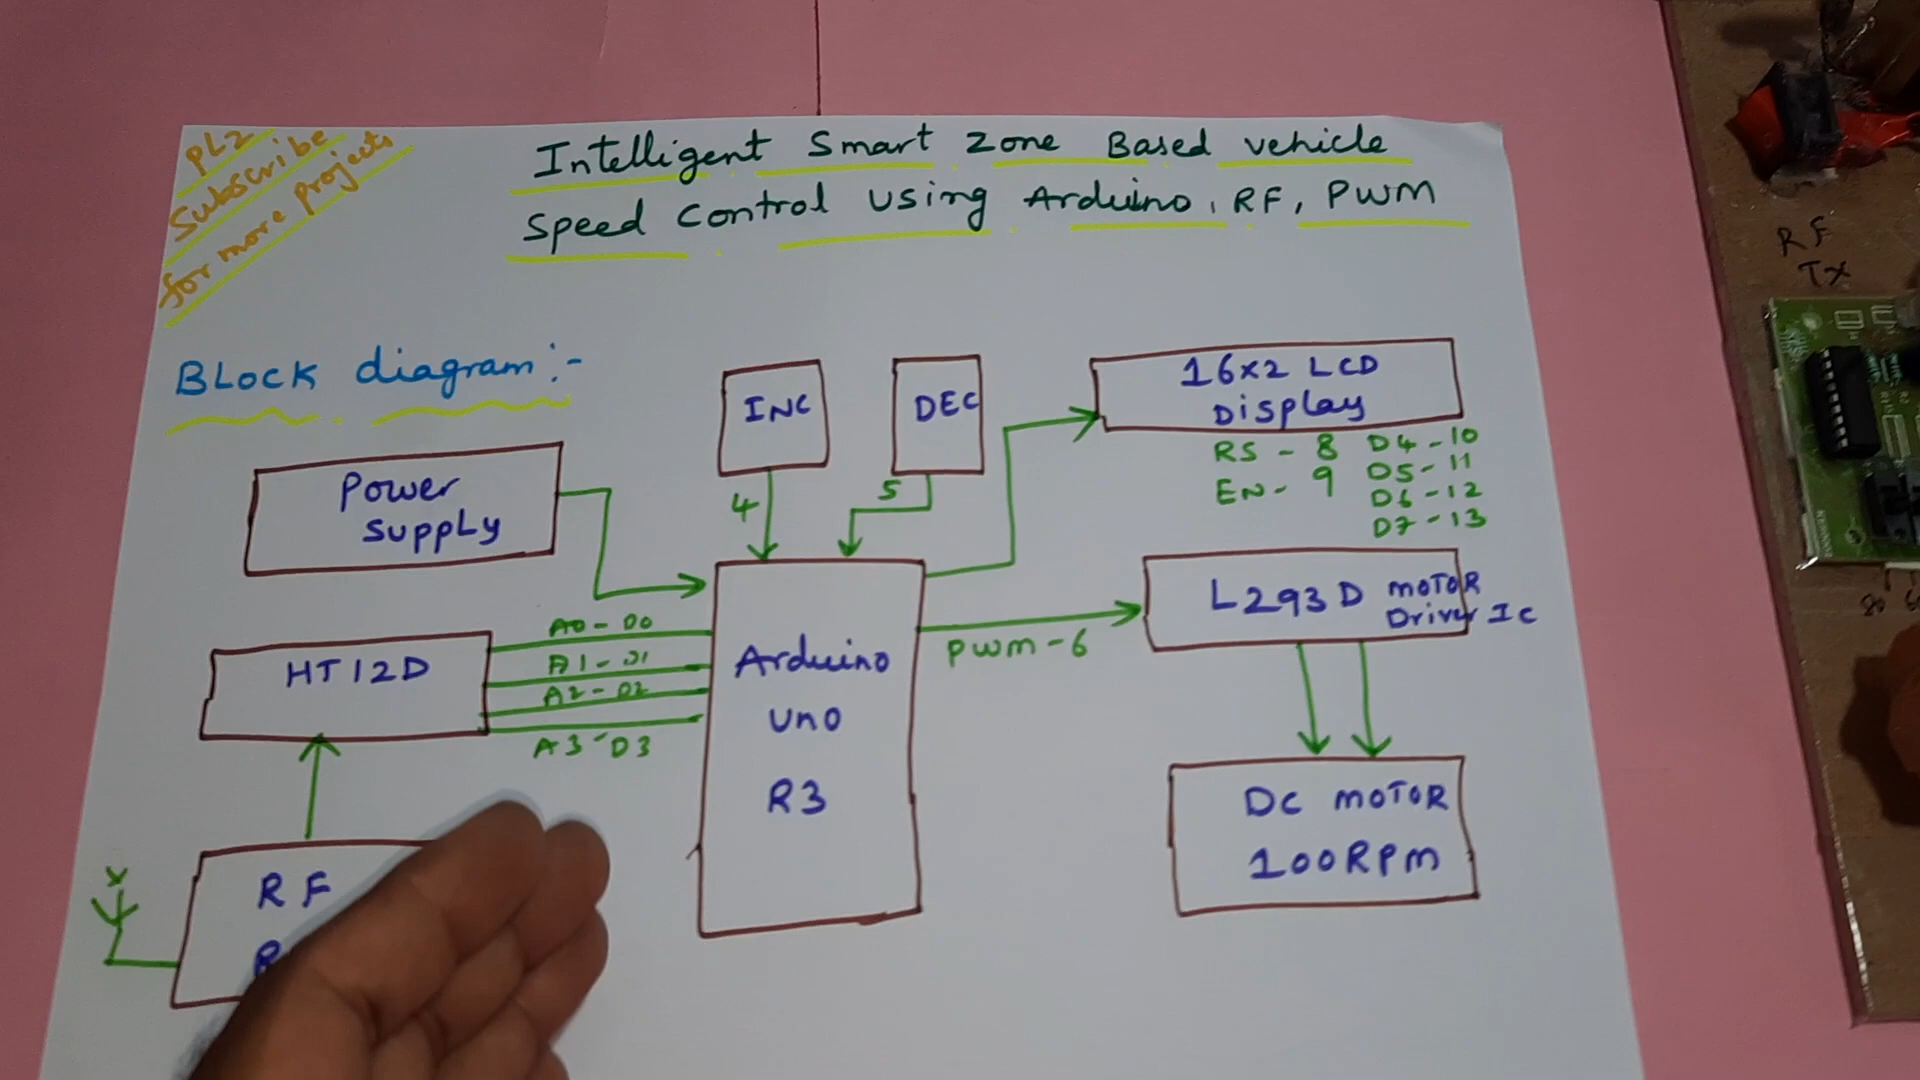 PLZ
Subscribe
for more projects
Intelligent Smart Zone Based vehicle
Speed control using Arduino, RF, PWM
Block diagram:-
INC
DEC
16x2 LCD
Display
RS - 8 D4 - 10
EN - 9 D5 - 11
D6 - 12
D7 - 13
Power
Supply
4
5
HT12D
A0 - D0
A1 - D1
A2 - D2
A3 - D3
Arduino
UNO
R3
PWM - 6
L293D MOTOR
Driver IC
DC MOTOR
100RPM
RF
RF
TX